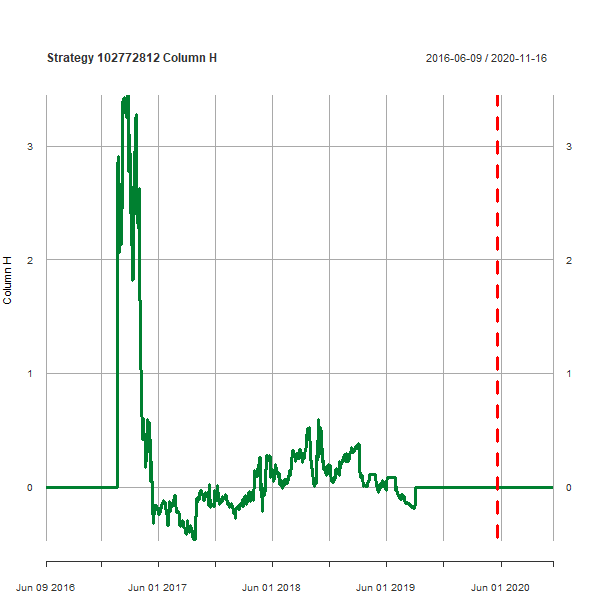 Strategy 102772812 Column H
2016-06-09 / 2020-11-16
Column H
3
3
2
2
1
1
0
0
Jun 09 2016
Jun 01 2017
Jun 01 2018
Jun 01 2019
Jun 01 2020